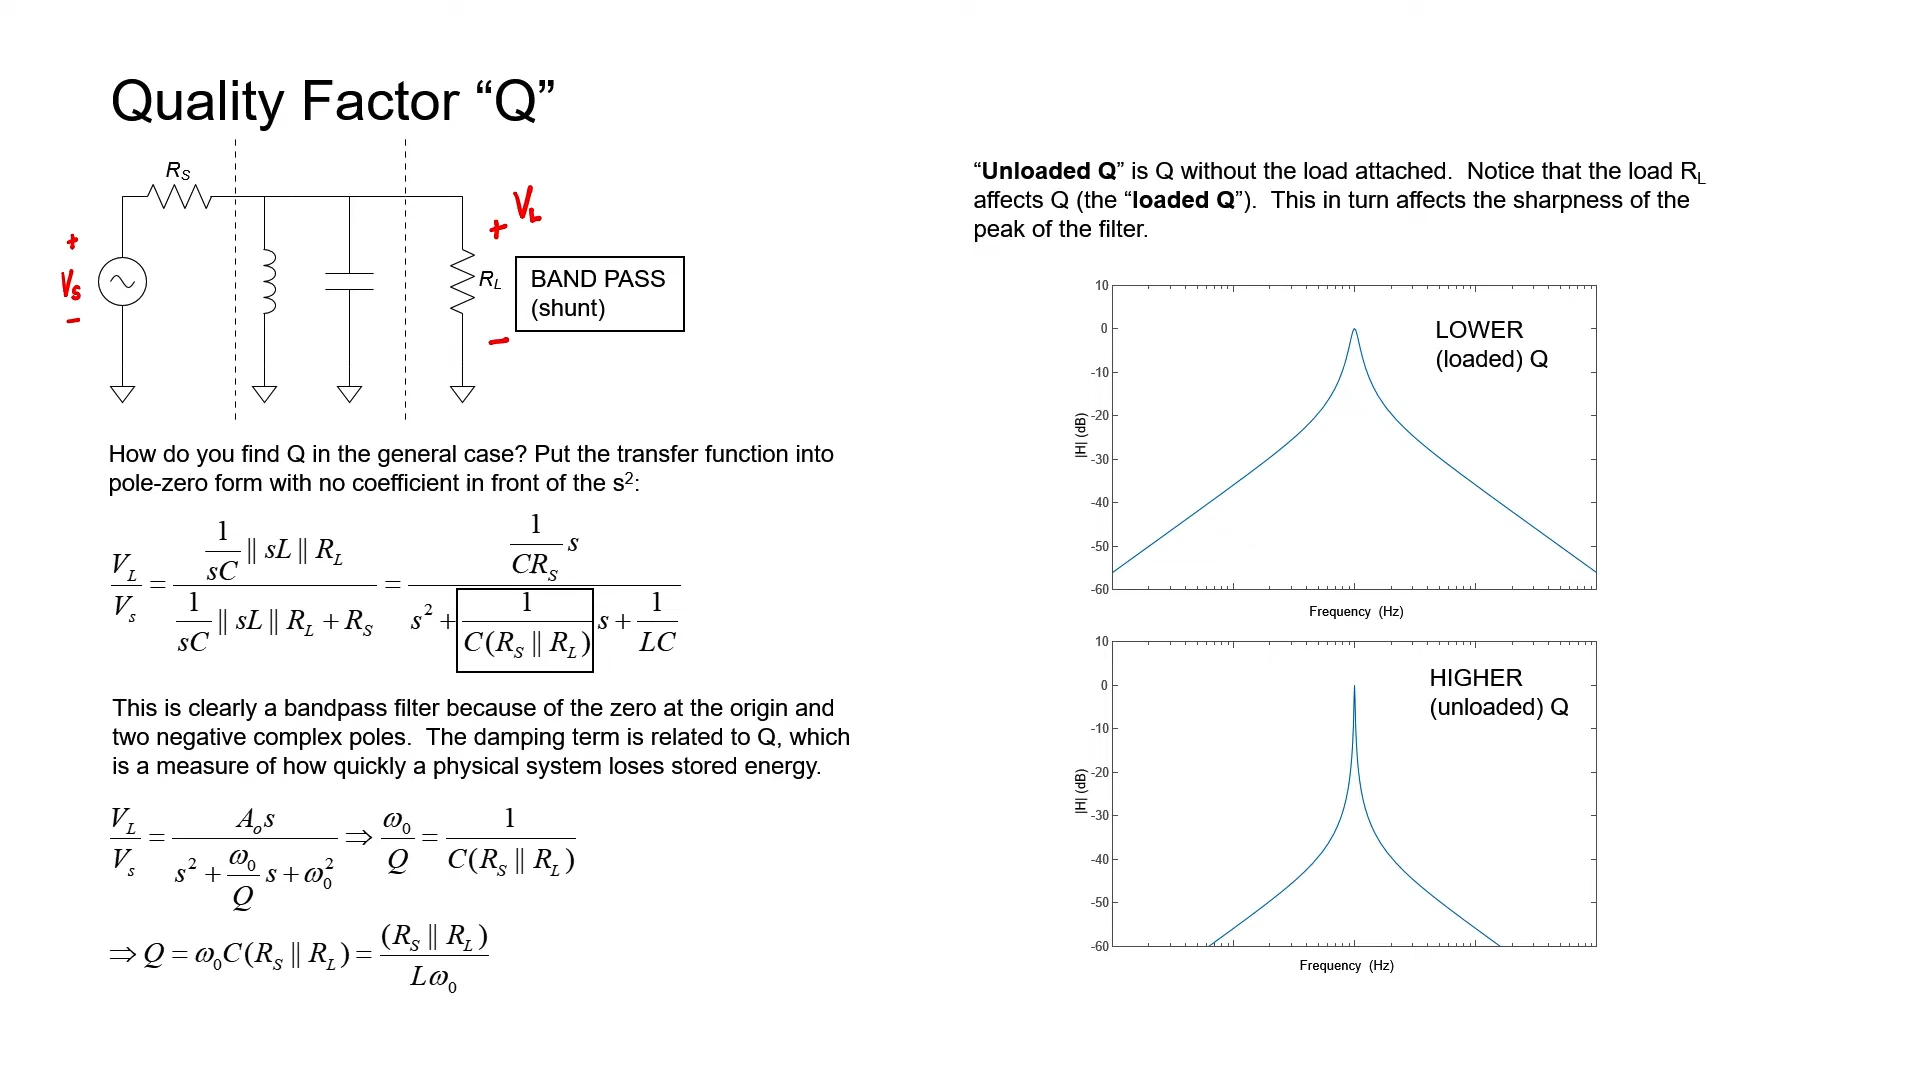 Quality Factor “Q”
R_S
+
V_S
−
+ V_L
R_L
−
BAND PASS
(shunt)
How do you find Q in the general case? Put the transfer function into
pole-zero form with no coefficient in front of the s²:
V_L/V_s = (1/sC ∥ sL ∥ R_L)/(1/sC ∥ sL ∥ R_L + R_S) = (1/(CR_S) s)/(s² + 1/(C(R_S ∥ R_L)) s + 1/LC)
This is clearly a bandpass filter because of the zero at the origin and
two negative complex poles. The damping term is related to Q, which
is a measure of how quickly a physical system loses stored energy.
V_L/V_s = A_o s/(s² + ω_0/Q s + ω_0²) ⇒ ω_0/Q = 1/(C(R_S ∥ R_L))
⇒ Q = ω_0 C(R_S ∥ R_L) = (R_S ∥ R_L)/(Lω_0)
“Unloaded Q” is Q without the load attached. Notice that the load R_L
affects Q (the “loaded Q”). This in turn affects the sharpness of the
peak of the filter.
10
0
-10
-20
-30
-40
-50
-60
|H| (dB)
LOWER
(loaded) Q
Frequency (Hz)
10
0
-10
-20
-30
-40
-50
-60
|H| (dB)
HIGHER
(unloaded) Q
Frequency (Hz)